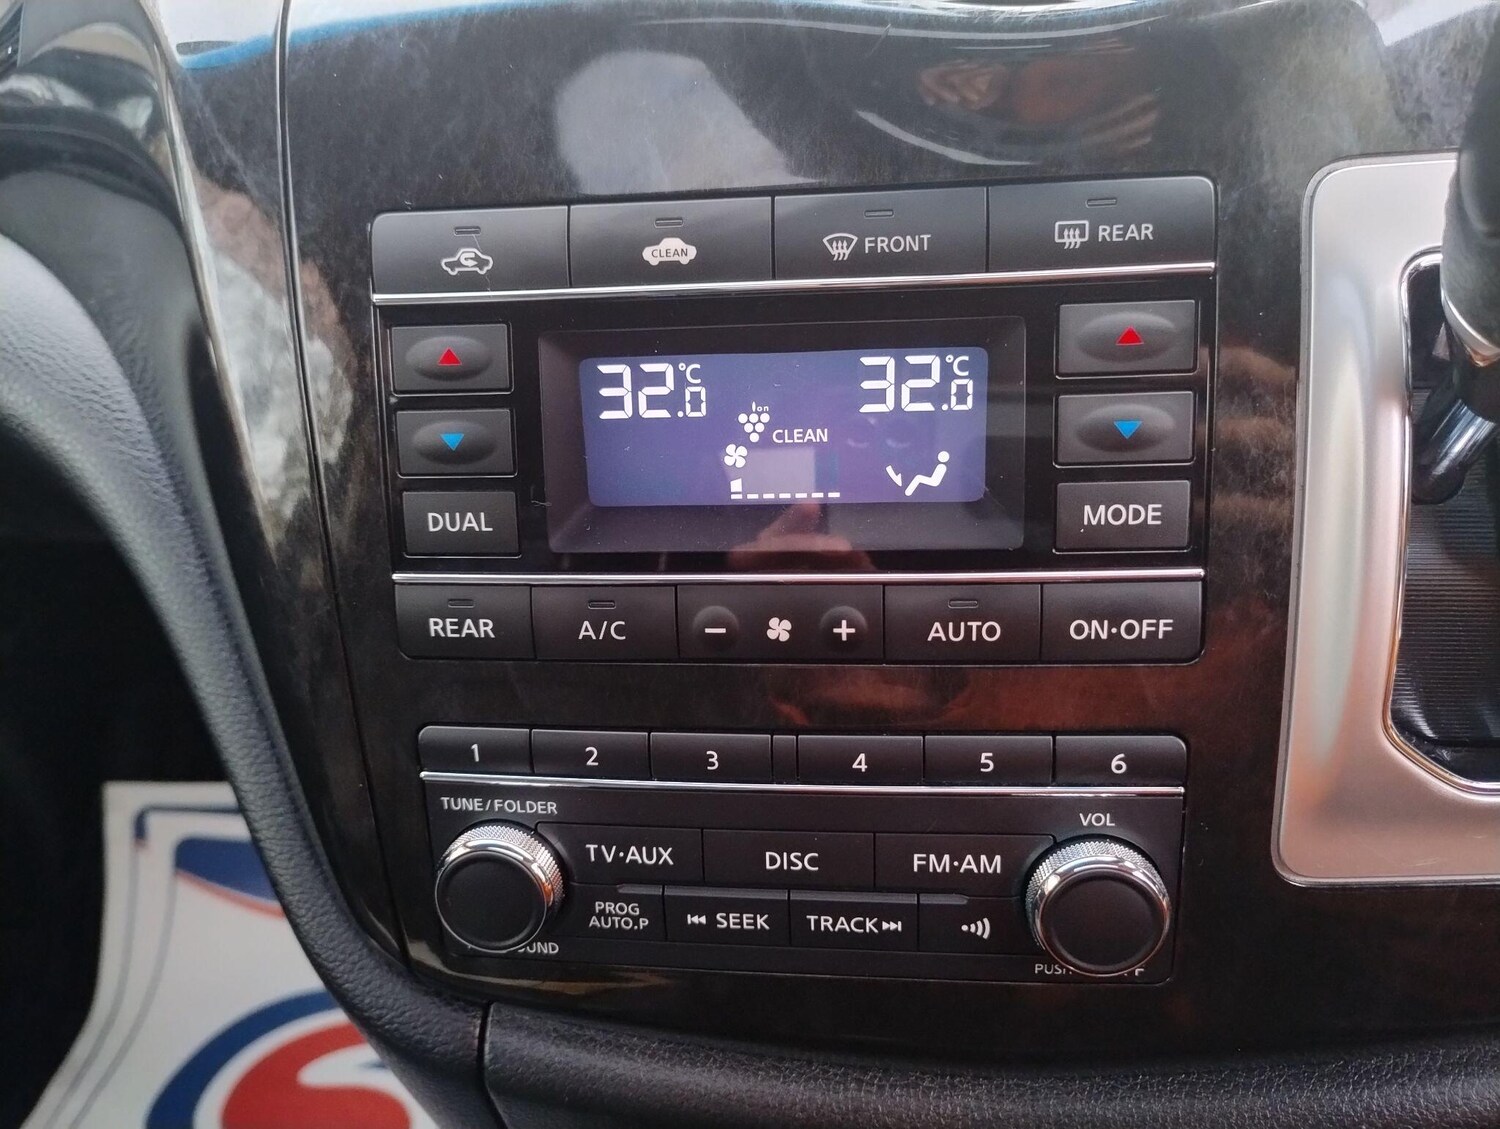 CLEAN
FRONT
REAR
32.0°C
32.0°C
ion
CLEAN
DUAL
MODE
REAR
A/C
− +
AUTO
ON•OFF
1 2 3 4 5 6
TUNE/FOLDER
VOL
TV•AUX
DISC
FM•AM
PROG
AUTO.P
SEEK
TRACK